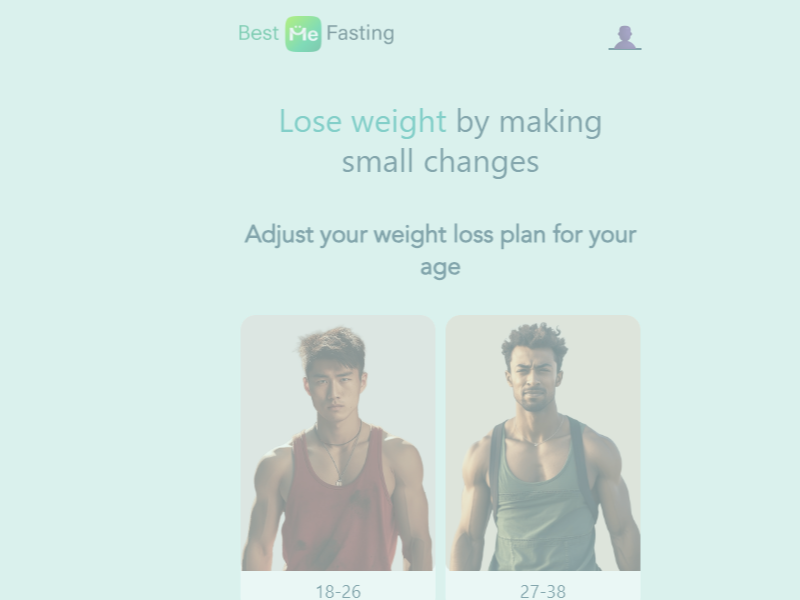 Best Me Fasting
Lose weight by making
small changes
Adjust your weight loss plan for your
age
18-26
27-38